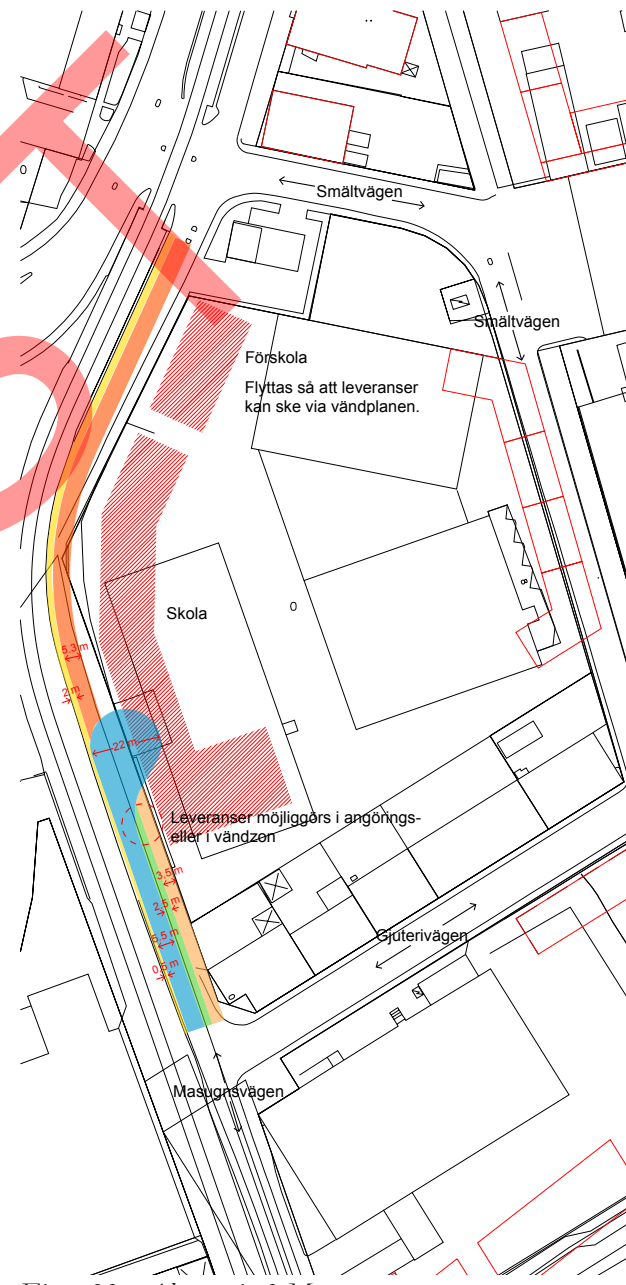 Smältvägen
Smältvägen
Förskola
Flyttas så att leveranser
kan ske via vändplanen.
Skola
5,3 m
2 m
22 m
Leveranser möjliggörs i angörings-
eller i vändzon
3,5 m
2,5 m
5,5 m
0,5 m
Gjuterivägen
Masugnsvägen